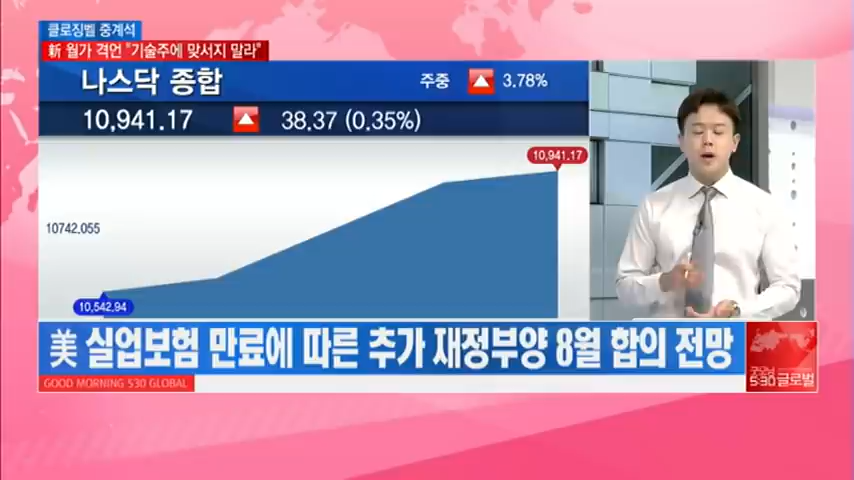 클로징벨 중계석
新 월가 격언 "기술주에 맞서지 말라"
나스닥 종합
주중 3.78%
10,941.17 38.37 (0.35%)
10,941.17
10742.055
10,542.94
美 실업보험 만료에 따른 추가 재정부양 8월 합의 전망
GOOD MORNING 530 GLOBAL
굿모닝
5:30 글로벌